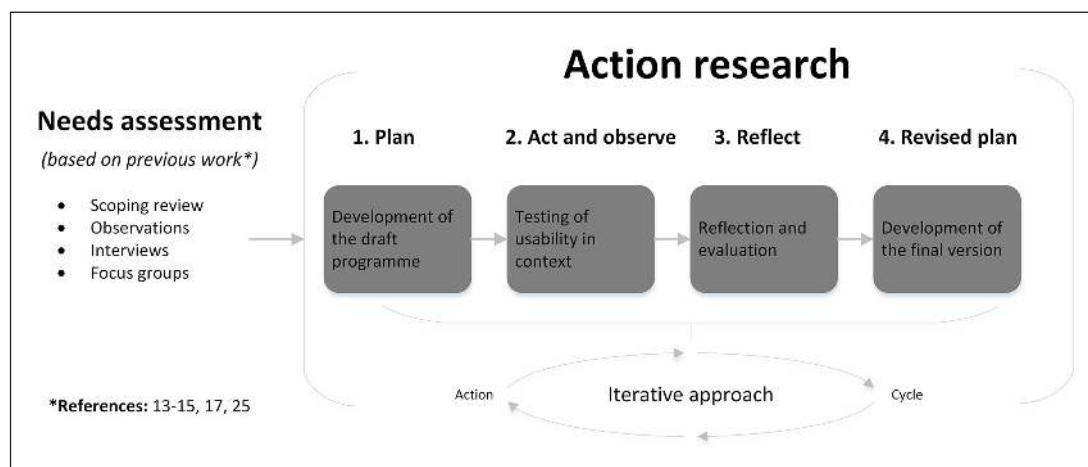 Action research
Needs assessment
(based on previous work*)
• Scoping review
• Observations
• Interviews
• Focus groups
1. Plan
2. Act and observe
3. Reflect
4. Revised plan
Development of
the draft
programme
Testing of
usability in
context
Reflection and
evaluation
Development of
the final version
Action
Iterative approach
Cycle
*References: 13-15, 17, 25